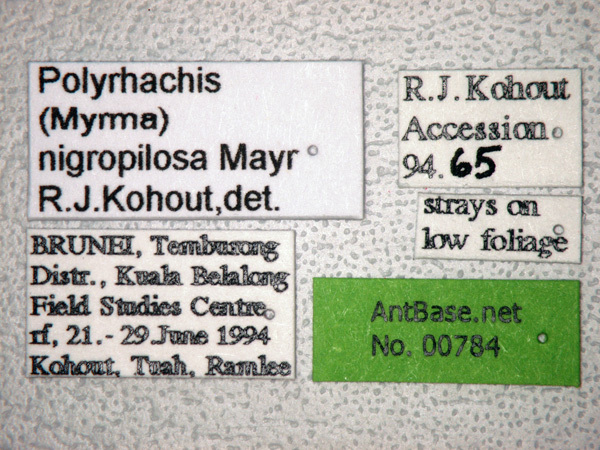 Polyrhachis
(Myrma)
nigropilosa Mayr
R.J.Kohout,det.
BRUNEI, Temburong
Distr., Kuala Belalong
Field Studies Centre
rf, 21.-29.June 1994
Kohout, Tuah, Ramlee
R.J.Kohout
Accession
94.65
strays on
low foliage
AntBase.net
No. 00784